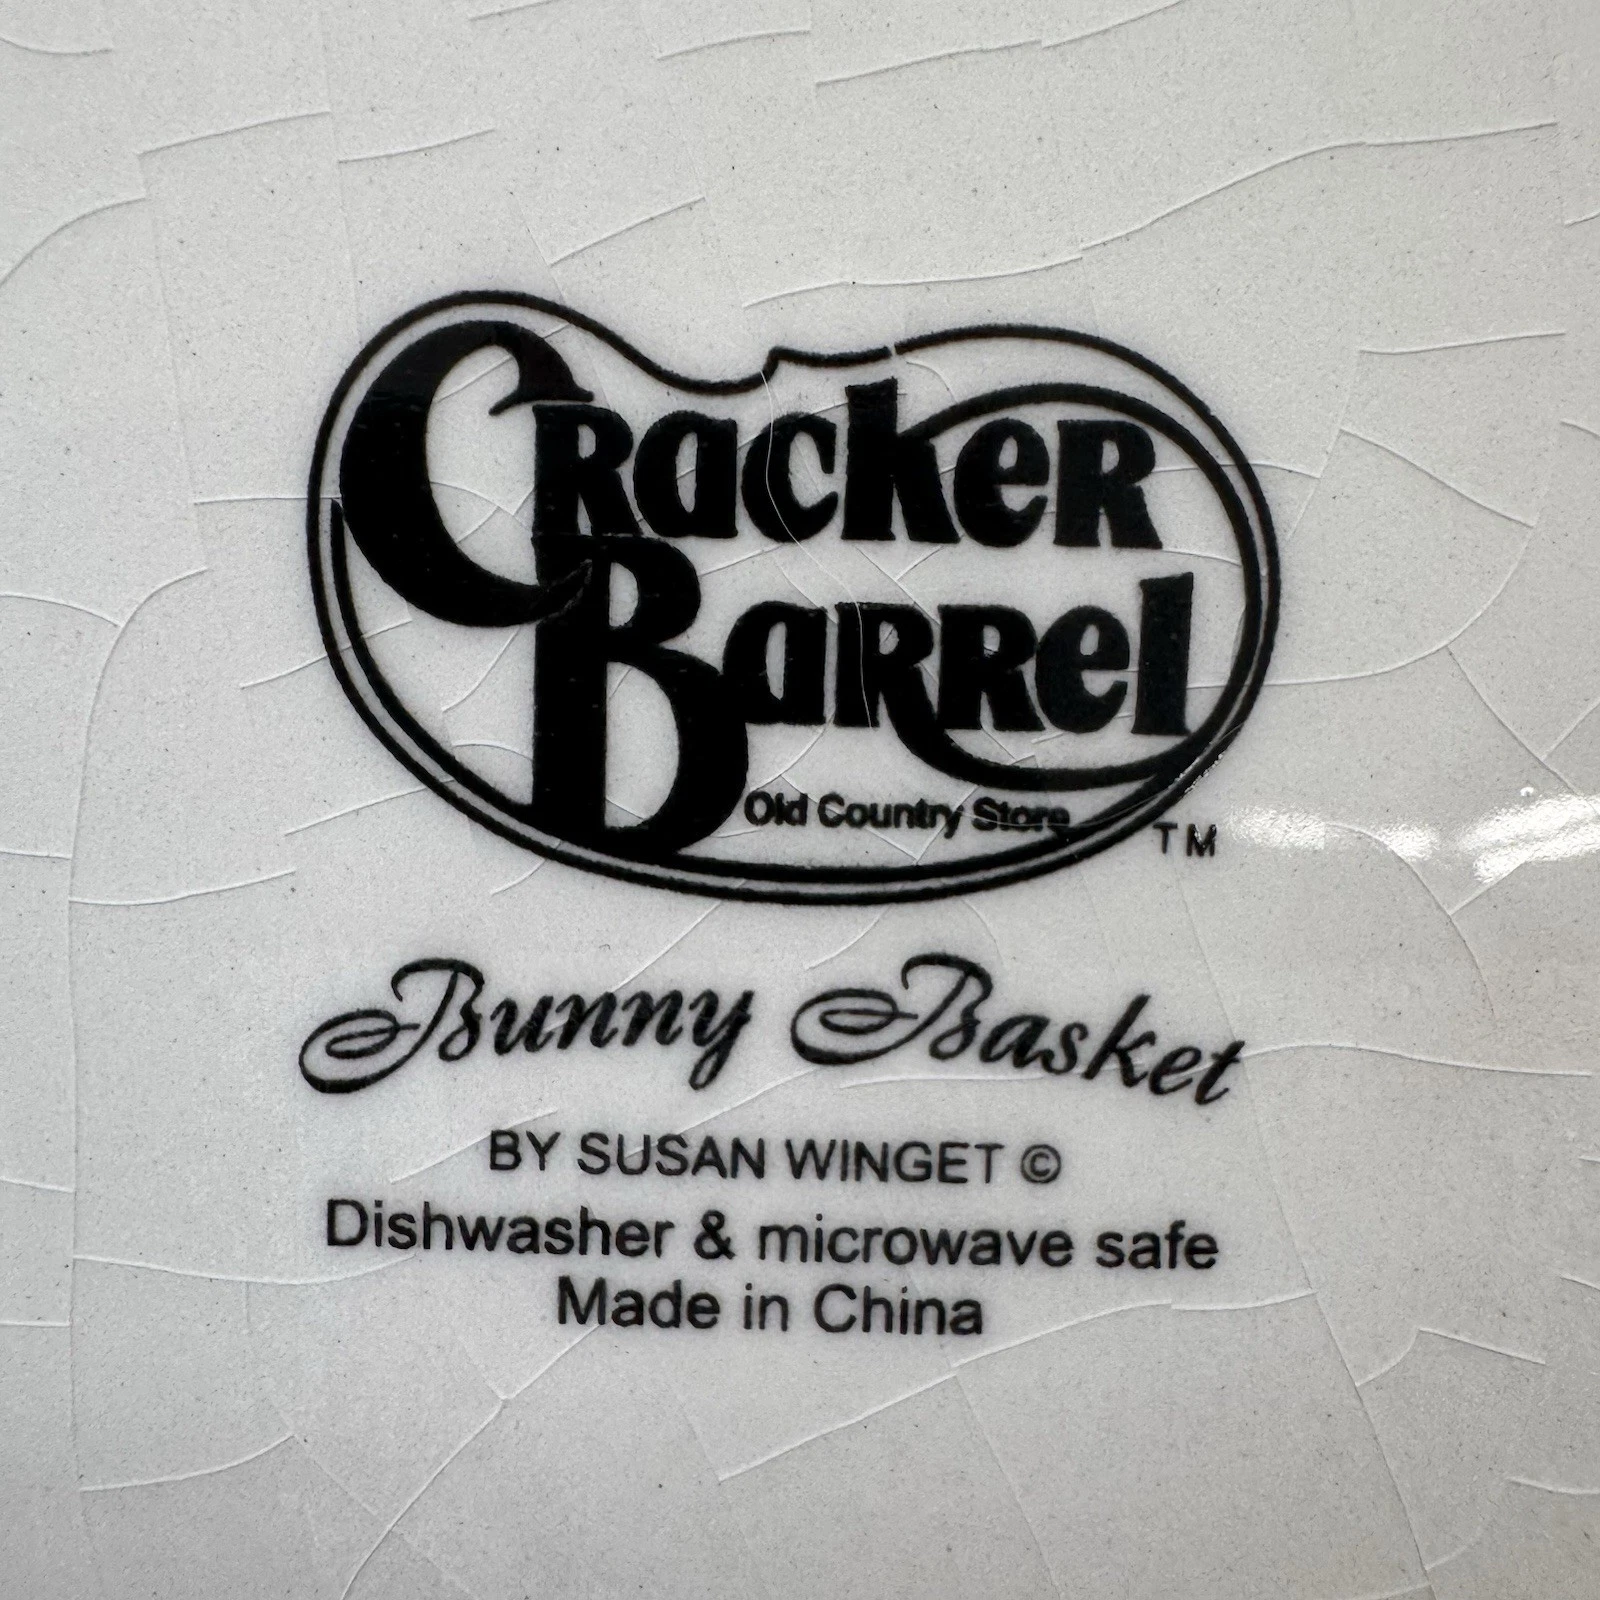 Cracker
Barrel
Old Country Store
TM
Bunny Basket
BY SUSAN WINGET ©
Dishwasher & microwave safe
Made in China